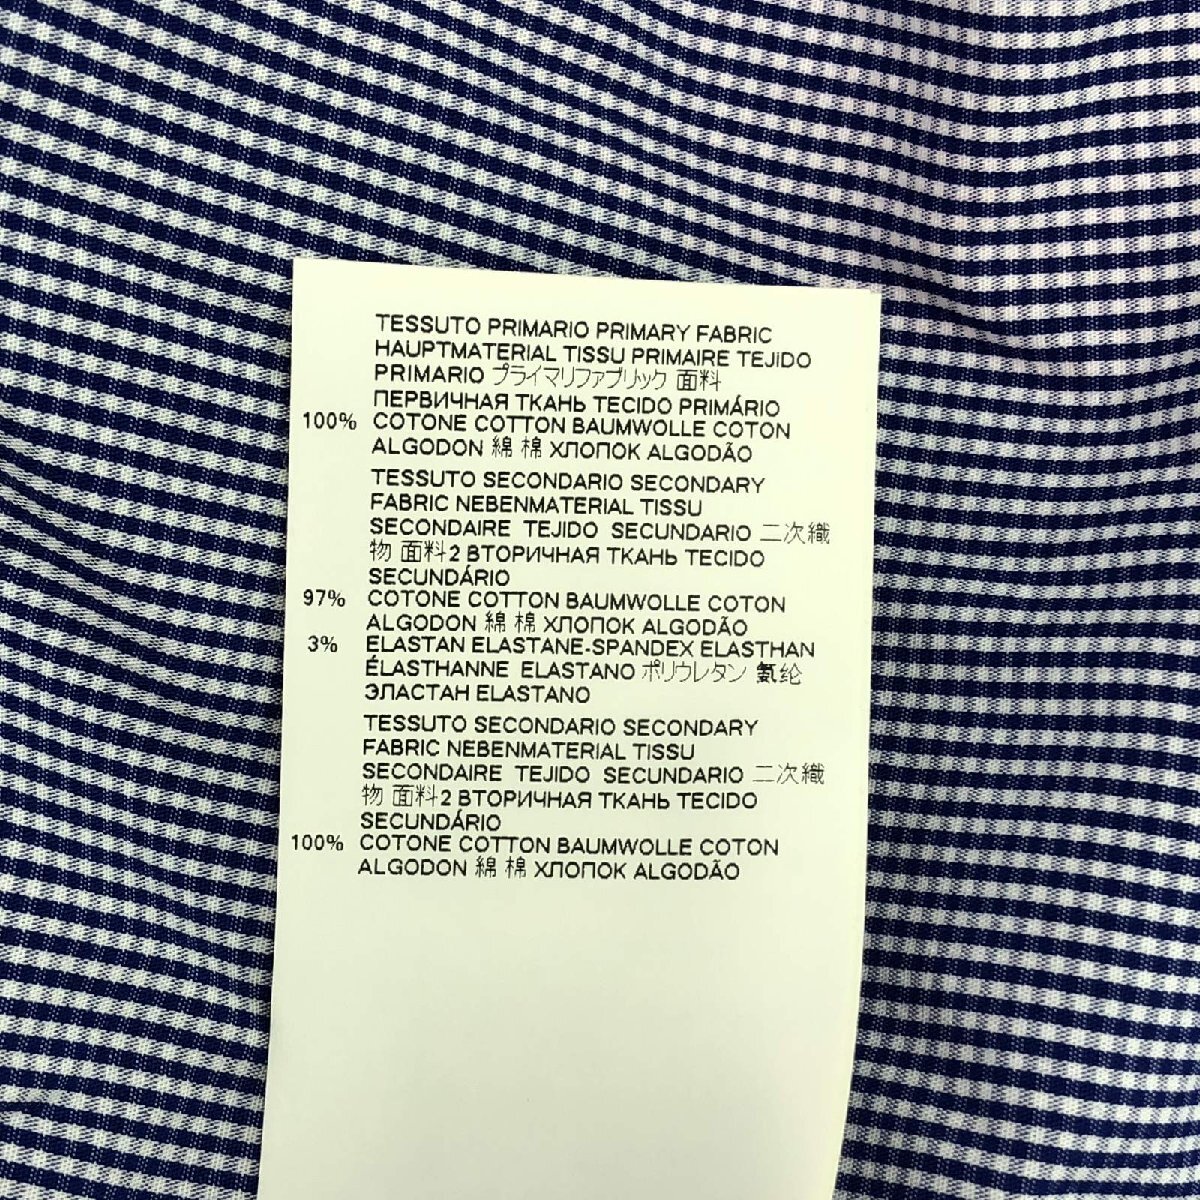 TESSUTO PRIMARIO PRIMARY FABRIC
HAUPTMATERIAL TISSU PRIMAIRE TEJIDO
PRIMARIO プライマリファブリック 面料
ПЕРВИЧНАЯ ТКАНЬ TECIDO PRIMÁRIO
100% COTONE COTTON BAUMWOLLE COTON
ALGODON 綿 棉 ХЛОПОК ALGODÃO
TESSUTO SECONDARIO SECONDARY
FABRIC NEBENMATERIAL TISSU
SECONDAIRE TEJIDO SECUNDARIO 二次織
物 面料2 ВТОРИЧНАЯ ТКАНЬ TECIDO
SECUNDÁRIO
97% COTONE COTTON BAUMWOLLE COTON
ALGODON 綿 棉 ХЛОПОК ALGODÃO
3% ELASTAN ELASTANE-SPANDEX ELASTHAN
ÉLASTHANNE ELASTANO ポリウレタン 氨纶
ЭЛАСТАН ELASTANO
TESSUTO SECONDARIO SECONDARY
FABRIC NEBENMATERIAL TISSU
SECONDAIRE TEJIDO SECUNDARIO 二次織
物 面料2 ВТОРИЧНАЯ ТКАНЬ TECIDO
SECUNDÁRIO
100% COTONE COTTON BAUMWOLLE COTON
ALGODON 綿 棉 ХЛОПОК ALGODÃO